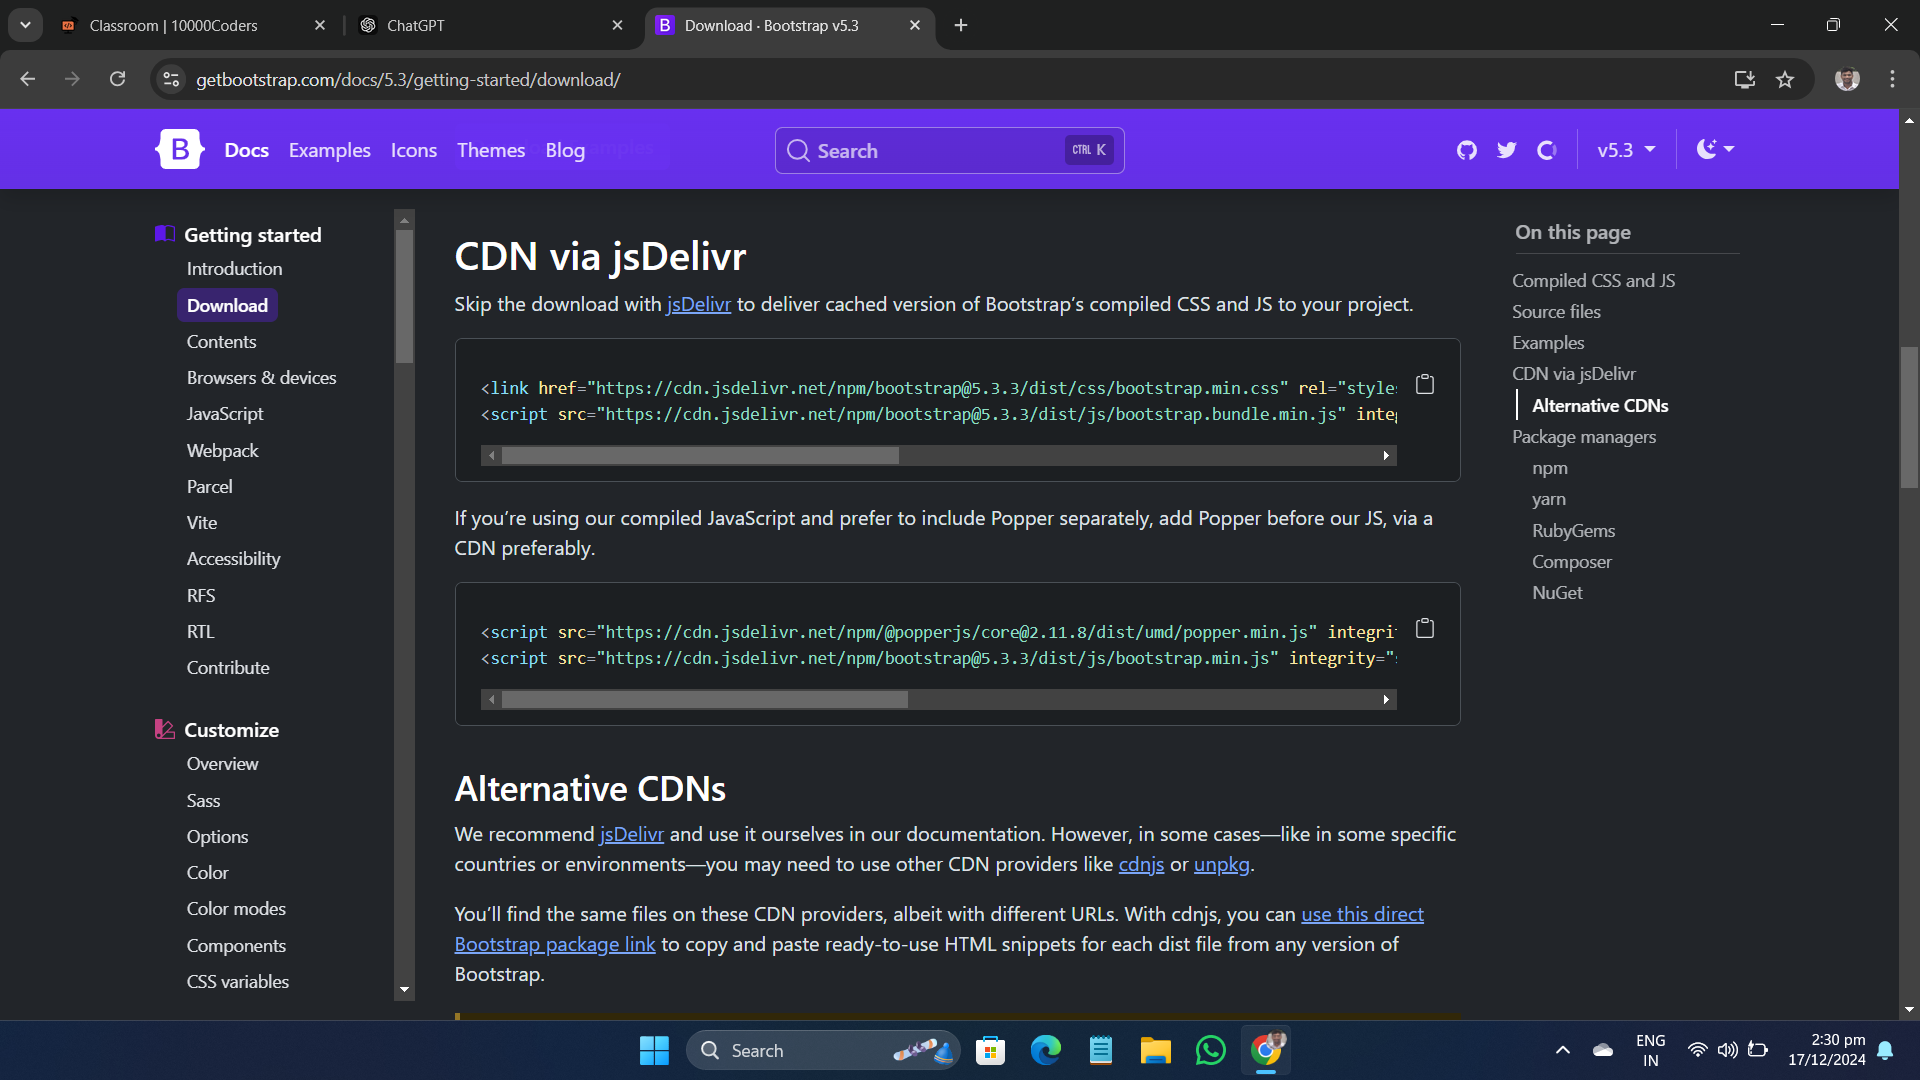 Classroom | 10000Coders
ChatGPT
Download · Bootstrap v5.3
getbootstrap.com/docs/5.3/getting-started/download/
B
Docs
Examples
Icons
Themes
Blog
Search
CTRL K
v5.3
Getting started
Introduction
Download
Contents
Browsers & devices
JavaScript
Webpack
Parcel
Vite
Accessibility
RFS
RTL
Contribute
Customize
Overview
Sass
Options
Color
Color modes
Components
CSS variables
CDN via jsDelivr
Skip the download with jsDelivr to deliver cached version of Bootstrap’s compiled CSS and JS to your project.
<link href="https://cdn.jsdelivr.net/npm/bootstrap@5.3.3/dist/css/bootstrap.min.css" rel="styles
<script src="https://cdn.jsdelivr.net/npm/bootstrap@5.3.3/dist/js/bootstrap.bundle.min.js" integ
If you’re using our compiled JavaScript and prefer to include Popper separately, add Popper before our JS, via a
CDN preferably.
<script src="https://cdn.jsdelivr.net/npm/@popperjs/core@2.11.8/dist/umd/popper.min.js" integrit
<script src="https://cdn.jsdelivr.net/npm/bootstrap@5.3.3/dist/js/bootstrap.min.js" integrity="
Alternative CDNs
We recommend jsDelivr and use it ourselves in our documentation. However, in some cases—like in some specific
countries or environments—you may need to use other CDN providers like cdnjs or unpkg.
You’ll find the same files on these CDN providers, albeit with different URLs. With cdnjs, you can use this direct
Bootstrap package link to copy and paste ready-to-use HTML snippets for each dist file from any version of
Bootstrap.
On this page
Compiled CSS and JS
Source files
Examples
CDN via jsDelivr
Alternative CDNs
Package managers
npm
yarn
RubyGems
Composer
NuGet
Search
ENG
IN
2:30 pm
17/12/2024